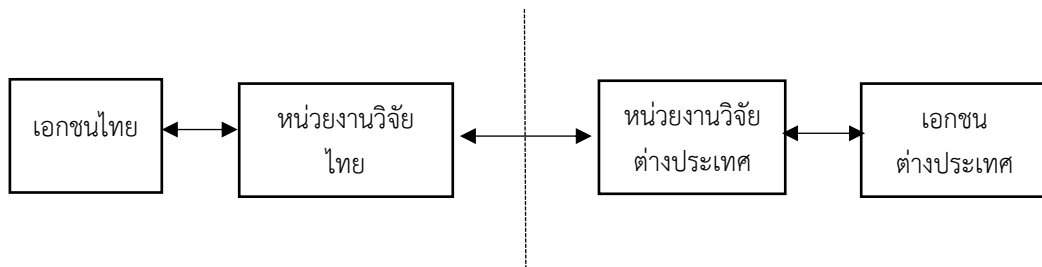 เอกชนไทย
หน่วยงานวิจัย
ไทย
หน่วยงานวิจัย
ต่างประเทศ
เอกชน
ต่างประเทศ